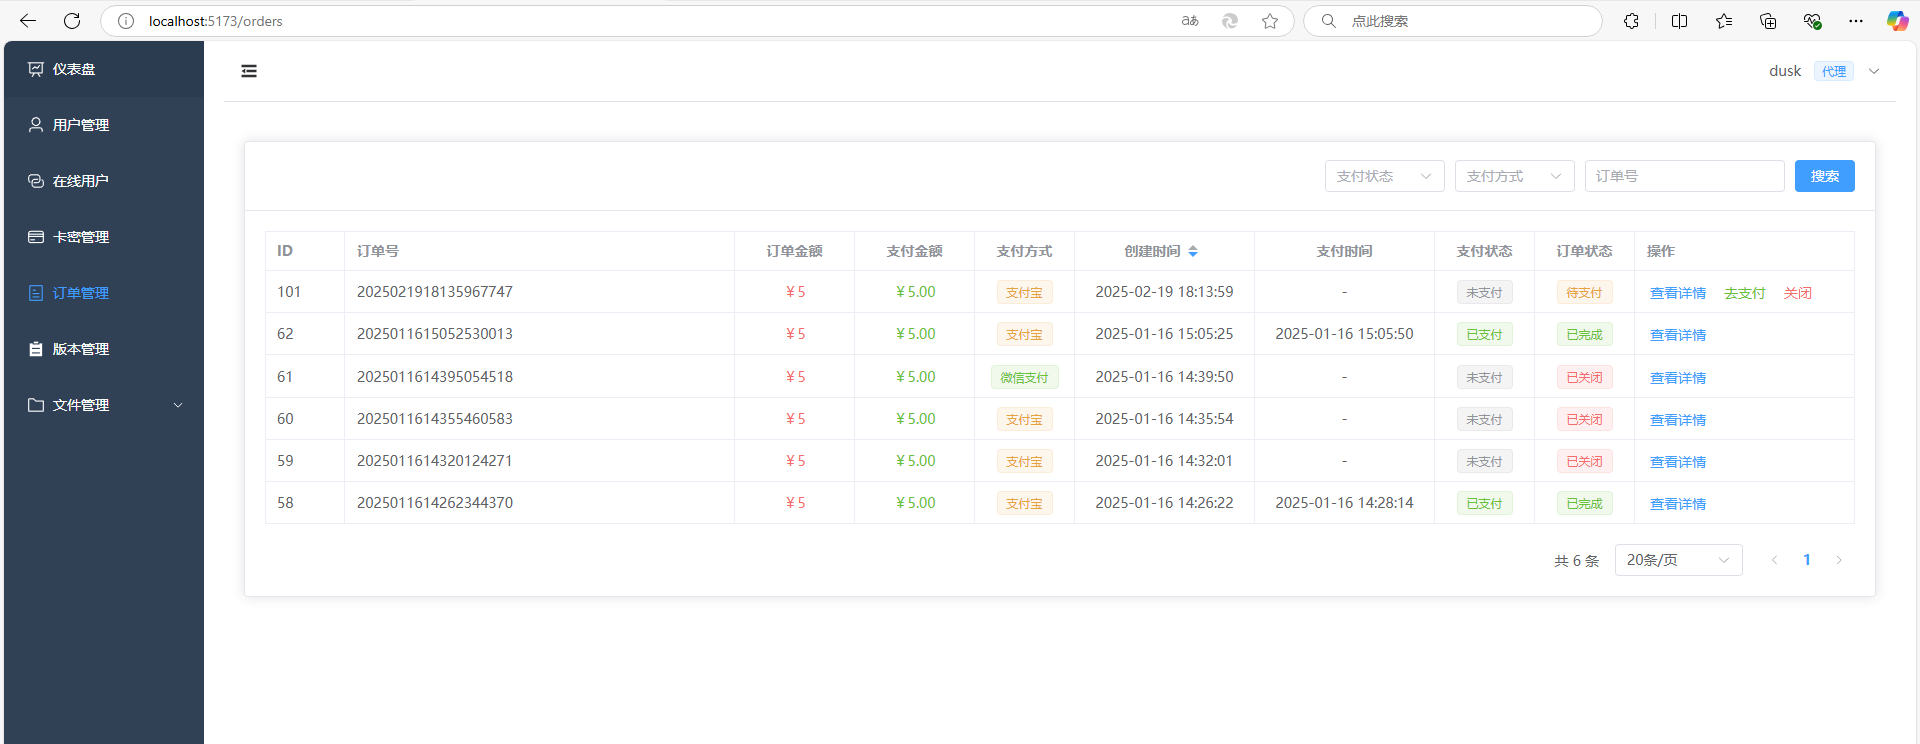 localhost:5173/orders
点此搜索
仪表盘
用户管理
在线用户
卡密管理
订单管理
版本管理
文件管理
dusk 代理
支付状态 支付方式 订单号 搜索
ID 订单号 订单金额 支付金额 支付方式 创建时间 支付时间 支付状态 订单状态 操作
101 2025021918135967747 ¥ 5 ¥ 5.00 支付宝 2025-02-19 18:13:59 - 未支付 待支付 查看详情 去支付 关闭
62 2025011615052530013 ¥ 5 ¥ 5.00 支付宝 2025-01-16 15:05:25 2025-01-16 15:05:50 已支付 已完成 查看详情
61 2025011614395054518 ¥ 5 ¥ 5.00 微信支付 2025-01-16 14:39:50 - 未支付 已关闭 查看详情
60 2025011614355460583 ¥ 5 ¥ 5.00 支付宝 2025-01-16 14:35:54 - 未支付 已关闭 查看详情
59 2025011614320124271 ¥ 5 ¥ 5.00 支付宝 2025-01-16 14:32:01 - 未支付 已关闭 查看详情
58 2025011614262344370 ¥ 5 ¥ 5.00 支付宝 2025-01-16 14:26:22 2025-01-16 14:28:14 已支付 已完成 查看详情
共 6 条 20条/页 1